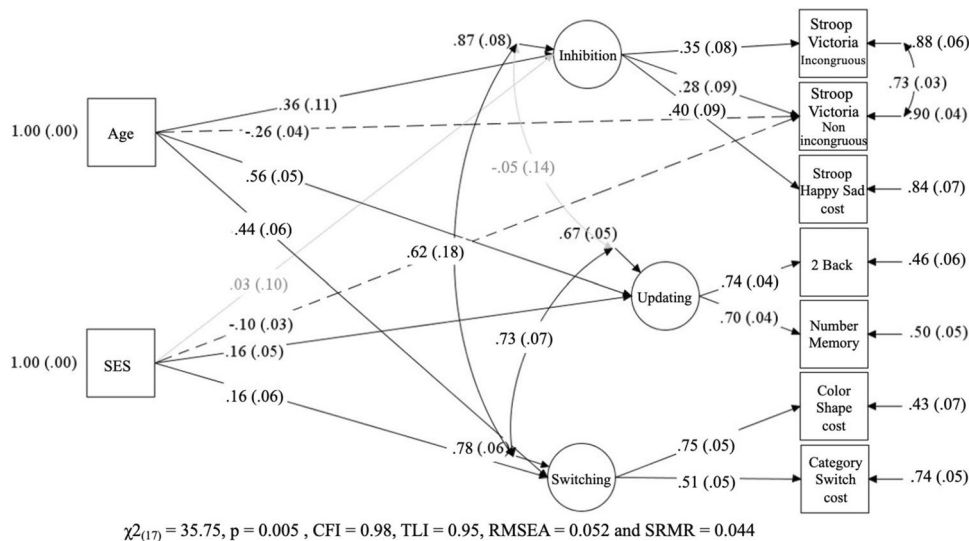 .87 (.08)
Inhibition
.35 (.08)
Stroop
Victoria
Incongruous
.88 (.06)
.73 (.03)
.28 (.09)
.40 (.09)
Stroop
Victoria
Non
incongruous
.90 (.04)
1.00 (.00)
Age
.36 (.11)
-.26 (.04)
.56 (.05)
.44 (.06)
-.05 (.14)
Stroop
Happy Sad
cost
.84 (.07)
.67 (.05)
.62 (.18)
.03 (.10)
Updating
.74 (.04)
.70 (.04)
2 Back
.46 (.06)
Number
Memory
.50 (.05)
1.00 (.00)
SES
-.10 (.03)
.16 (.05)
.16 (.06)
.73 (.07)
.78 (.06)
Switching
.75 (.05)
.51 (.05)
Color
Shape
cost
.43 (.07)
Category
Switch
cost
.74 (.05)
χ2(17) = 35.75, p = 0.005 , CFI = 0.98, TLI = 0.95, RMSEA = 0.052 and SRMR = 0.044